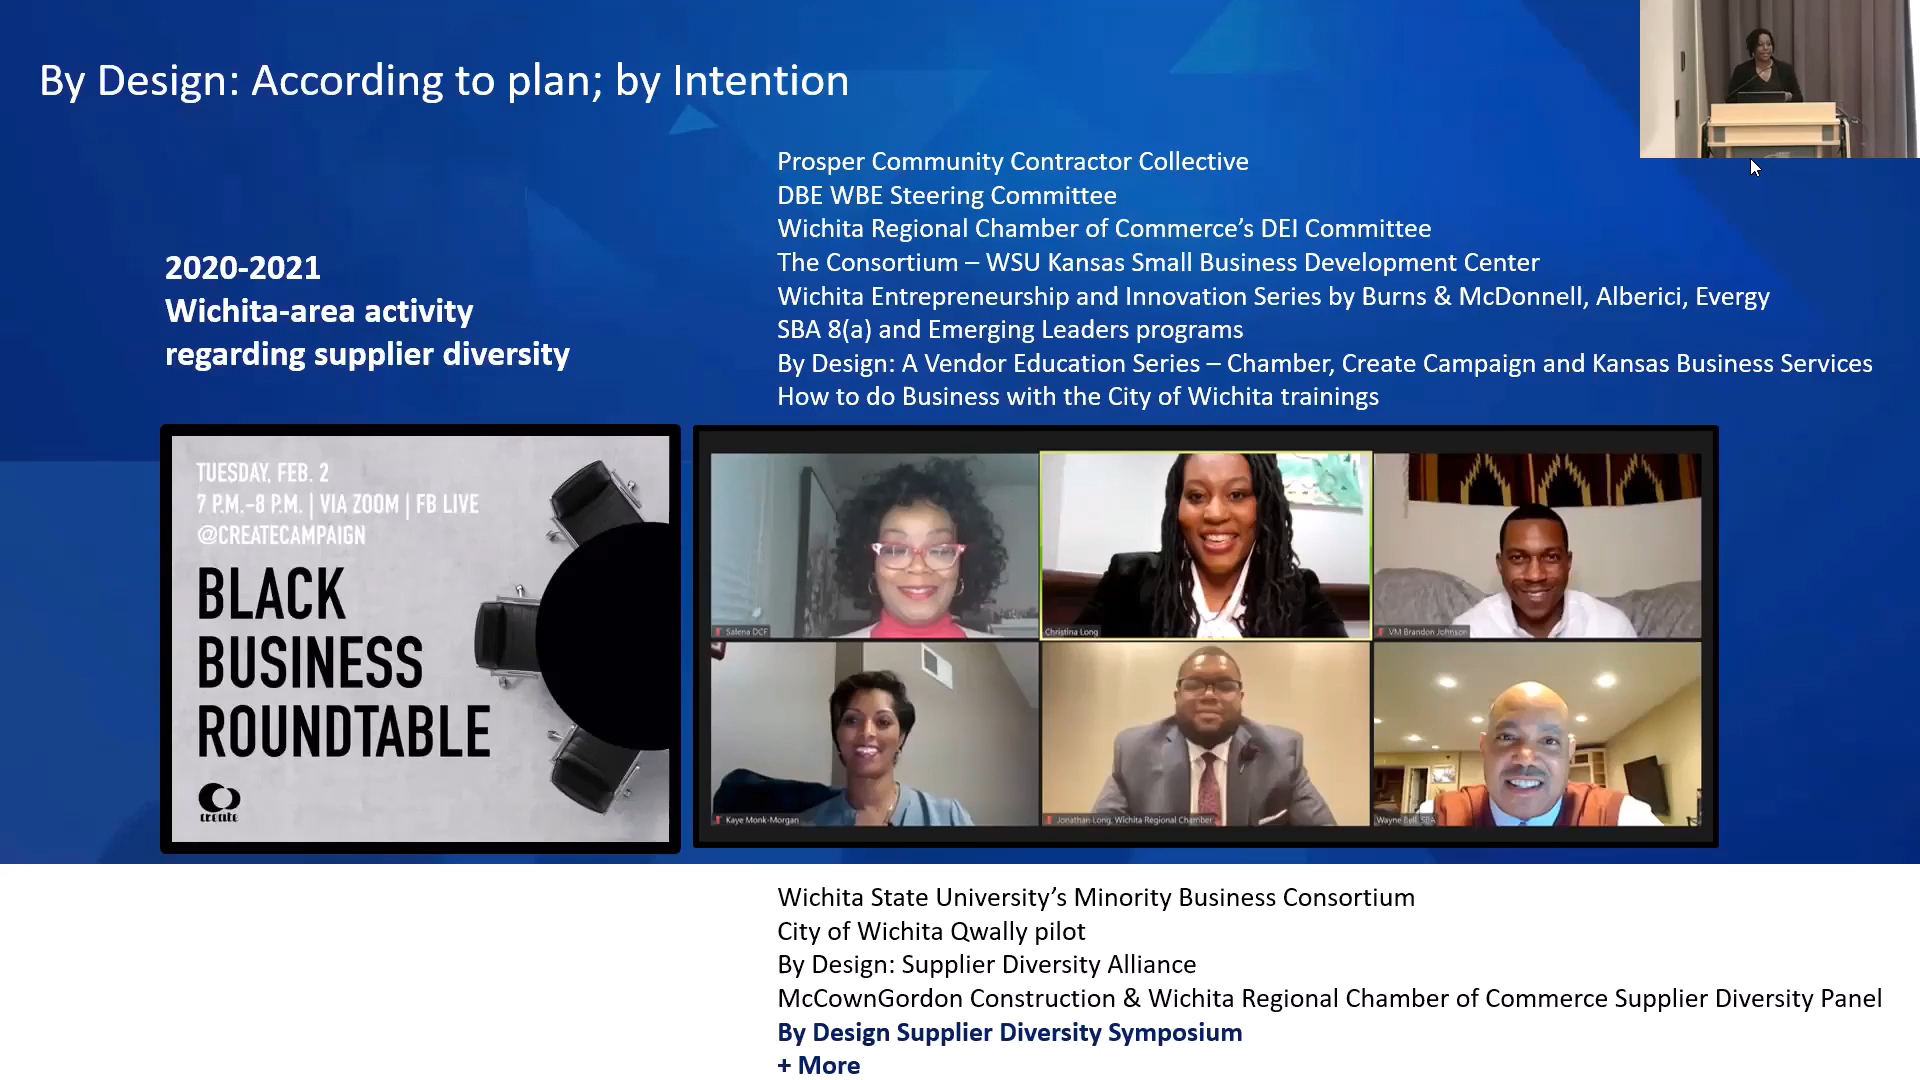 By Design: According to plan; by Intention
Prosper Community Contractor Collective
DBE WBE Steering Committee
Wichita Regional Chamber of Commerce’s DEI Committee
The Consortium – WSU Kansas Small Business Development Center
Wichita Entrepreneurship and Innovation Series by Burns & McDonnell, Alberici, Evergy
SBA 8(a) and Emerging Leaders programs
By Design: A Vendor Education Series – Chamber, Create Campaign and Kansas Business Services
How to do Business with the City of Wichita trainings
2020-2021
Wichita-area activity
regarding supplier diversity
TUESDAY, FEB. 2
7 P.M.-8 P.M. | VIA ZOOM | FB LIVE
@CREATECAMPAIGN
BLACK
BUSINESS
ROUNDTABLE
create
Salena DCF
Christina Long
VM Brandon Johnson
Kaye Monk-Morgan
Jonathan Long, Wichita Regional Chamber
Wayne Bell, SBA
Wichita State University’s Minority Business Consortium
City of Wichita Qwally pilot
By Design: Supplier Diversity Alliance
McCownGordon Construction & Wichita Regional Chamber of Commerce Supplier Diversity Panel
By Design Supplier Diversity Symposium
+ More